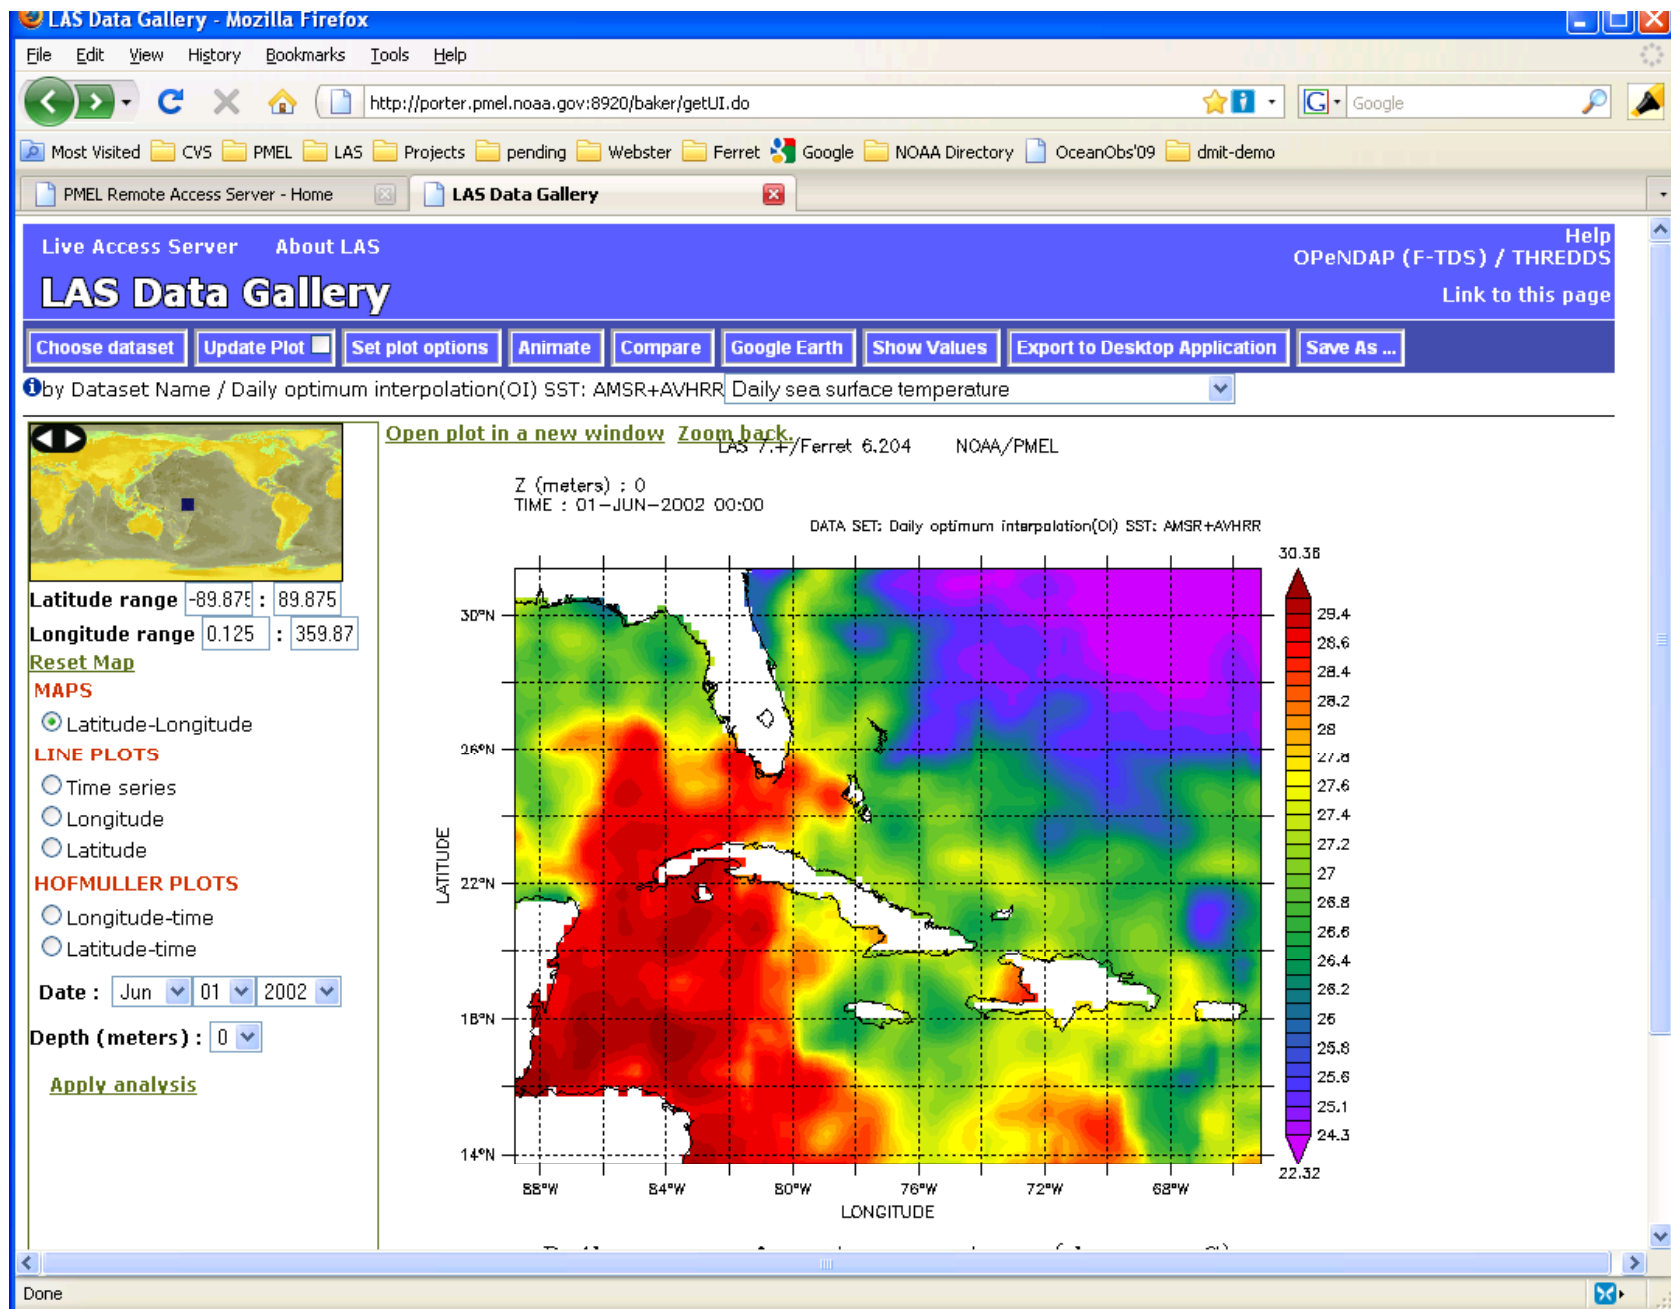 LAS Data Gallery - Mozilla Firefox
File Edit View History Bookmarks Tools Help
http://porter.pmel.noaa.gov:8920/baker/getUI.do
G Google
Most Visited CVS PMEL LAS Projects pending Webster Ferret Google NOAA Directory OceanObs'09 dmit-demo
PMEL Remote Access Server - Home LAS Data Gallery
Live Access Server About LAS
Help
OPeNDAP (F-TDS) / THREDDS
LAS Data Gallery
Link to this page
Choose dataset Update Plot Set plot options Animate Compare Google Earth Show Values Export to Desktop Application Save As ...
by Dataset Name / Daily optimum interpolation(OI) SST: AMSR+AVHRR Daily sea surface temperature
Open plot in a new window Zoom back.
LAS 7.+/Ferret 6.204 NOAA/PMEL
Z (meters) : 0
TIME : 01-JUN-2002 00:00
DATA SET: Daily optimum interpolation(OI) SST: AMSR+AVHRR
Latitude range -89.875 : 89.875
Longitude range 0.125 : 359.87
Reset Map
MAPS
Latitude-Longitude
LINE PLOTS
Time series
Longitude
Latitude
HOFMULLER PLOTS
Longitude-time
Latitude-time
Date : Jun 01 2002
Depth (meters) : 0
Apply analysis
LATITUDE
30°N
26°N
22°N
18°N
14°N
88°W 84°W 80°W 76°W 72°W 68°W
LONGITUDE
30.36
29.4
28.6
28.4
28.2
28
27.8
27.6
27.4
27.2
27
26.8
26.6
26.4
26.2
26
25.8
25.6
25.1
24.3
22.32
Done